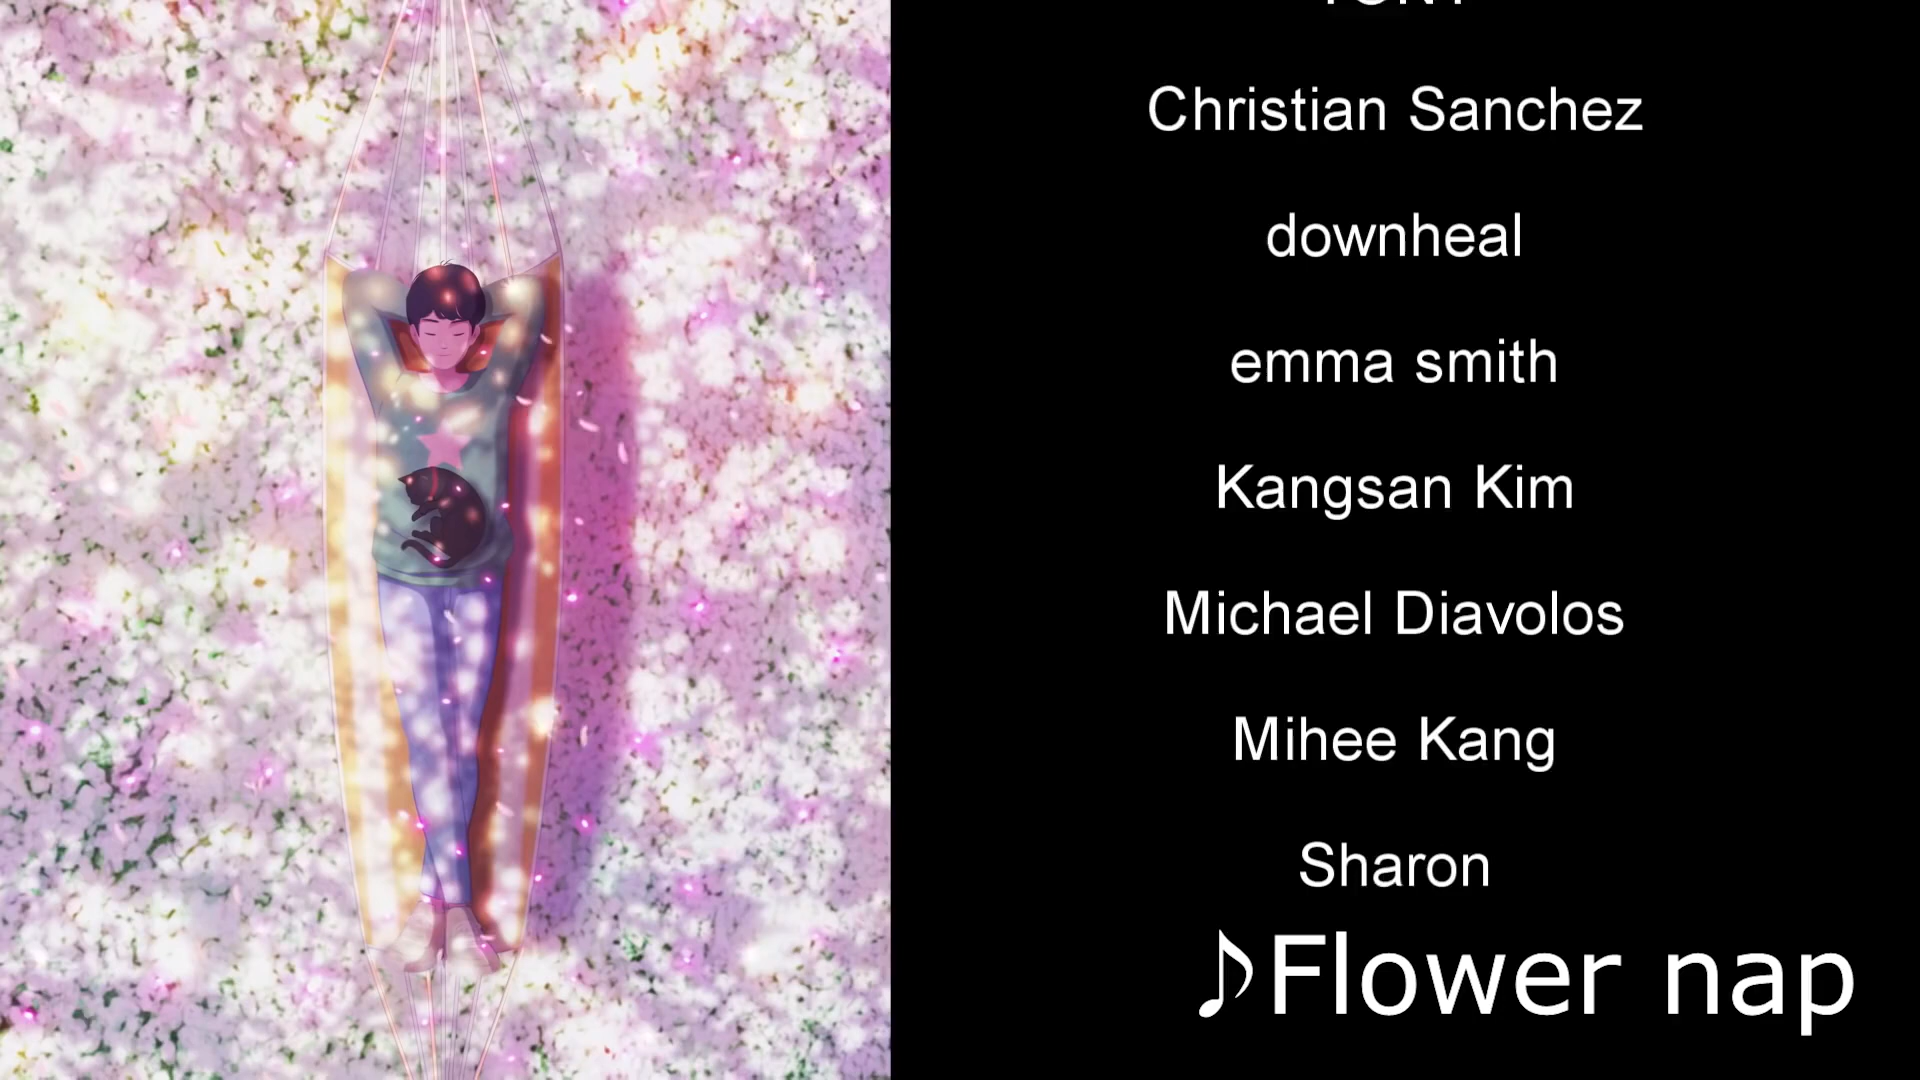 Christian Sanchez
downheal
emma smith
Kangsan Kim
Michael Diavolos
Mihee Kang
Sharon
♪Flower nap